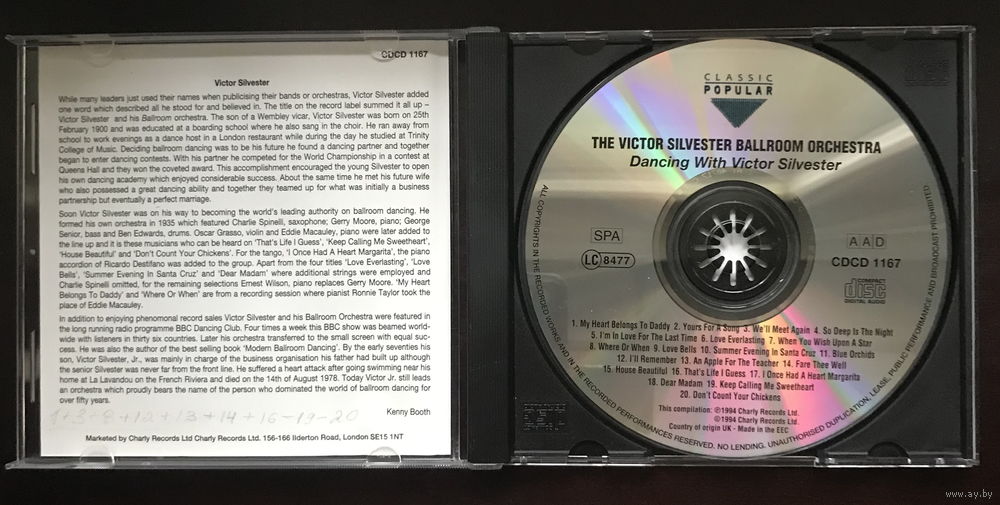 CDCD 1167
Victor Silvester
While many leaders just used their names when publicising their bands or orchestras, Victor Silvester added
one word which described all he stood for and believed in. The title on the record label summed it all up –
Victor Silvester and his Ballroom orchestra. The son of a Wembley vicar, Victor Silvester was born on 25th
February 1900 and was educated at a boarding school where he also sang in the choir. He ran away from
school to work evenings as a dance host in a London restaurant while during the day he studied at Trinity
College of Music. Deciding ballroom dancing was to be his future he found a dancing partner and together
began to enter dancing contests. With his partner he competed for the World Championship in a contest at
Queens Hall and they won the coveted award. This accomplishment encouraged the young Silvester to open
his own dancing academy which enjoyed considerable success. About the same time he met his future wife
who also possessed a great dancing ability and together they teamed up for what was initially a business
partnership but eventually a perfect marriage.
Soon Victor Silvester was on his way to becoming the world's leading authority on ballroom dancing. He
formed his own orchestra in 1935 which featured Charlie Spinelli, saxophone; Gerry Moore, piano; George
Senior, bass and Ben Edwards, drums. Oscar Grasso, violin and Eddie Macauley, piano were later added to
the line up and it is these musicians who can be heard on 'That's Life I Guess', 'Keep Calling Me Sweetheart',
'House Beautiful' and 'Don't Count Your Chickens'. For the tango, 'I Once Had A Heart Margarita', the piano
accordion of Ricardo Destifano was added to the group. Apart from the four titles 'Love Everlasting', 'Love
Bells', 'Summer Evening In Santa Cruz' and 'Dear Madam' where additional strings were employed and
Charlie Spinelli omitted, for the remaining selections Ernest Wilson, piano replaces Gerry Moore. 'My Heart
Belongs To Daddy' and 'Where Or When' are from a recording session where pianist Ronnie Taylor took the
place of Eddie Macauley.
In addition to enjoying phenomonal record sales Victor Silvester and his Ballroom Orchestra were featured in
the long running radio programme BBC Dancing Club. Four times a week this BBC show was beamed world-
wide with listeners in thirty six countries. Later his orchestra transferred to the small screen with equal suc-
cess. He was also the author of the best selling book 'Modern Ballroom Dancing'. By the early seventies his
son, Victor Silvester, Jr., was mainly in charge of the business organisation his father had built up although
the senior Silvester was never far from the front line. He suffered a heart attack after going swimming near his
home at La Lavandou on the French Riviera and died on the 14th of August 1978. Today Victor Jr. still leads
an orchestra which proudly bears the name of the person who dominated the world of ballroom dancing for
over fifty years.
Kenny Booth
Marketed by Charly Records Ltd Charly Records Ltd. 156-166 Ilderton Road, London SE15 1NT
CLASSIC
POPULAR
THE VICTOR SILVESTER BALLROOM ORCHESTRA
Dancing With Victor Silvester
SPA
LC 8477
AAD
CDCD 1167
COMPACT
disc
DIGITAL AUDIO
1. My Heart Belongs To Daddy 2. Yours For A Song 3. We'll Meet Again 4. So Deep Is The Night
5. I'm In Love For The Last Time 6. Love Everlasting 7. When You Wish Upon A Star
8. Where Or When 9. Love Bells 10. Summer Evening In Santa Cruz 11. Blue Orchids
12. I'll Remember 13. An Apple For The Teacher 14. Fare Thee Well
15. House Beautiful 16. That's Life I Guess 17. I Once Had A Heart Margarita
18. Dear Madam 19. Keep Calling Me Sweetheart
20. Don't Count Your Chickens
This compilation: ℗1994 Charly Records Ltd.
©1994 Charly Records Ltd.
Country of origin UK - Made in the EEC
ALL COPYRIGHTS IN THE RECORDED WORKS AND IN THE RECORDED PERFORMANCES RESERVED. NO LENDING, UNAUTHORISED DUPLICATION, LEASE, PUBLIC PERFORMANCE AND BROADCAST PROHIBITED
www.ay.by